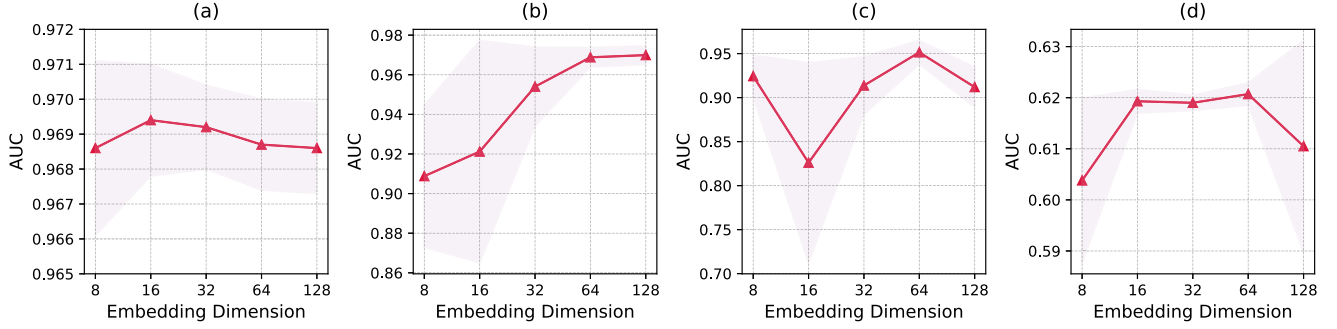 (a)
AUC
0.972
0.971
0.970
0.969
0.968
0.967
0.966
0.965
8 16 32 64 128
Embedding Dimension
(b)
AUC
0.98
0.96
0.94
0.92
0.90
0.88
0.86
8 16 32 64 128
Embedding Dimension
(c)
AUC
0.95
0.90
0.85
0.80
0.75
0.70
8 16 32 64 128
Embedding Dimension
(d)
AUC
0.63
0.62
0.61
0.60
0.59
8 16 32 64 128
Embedding Dimension